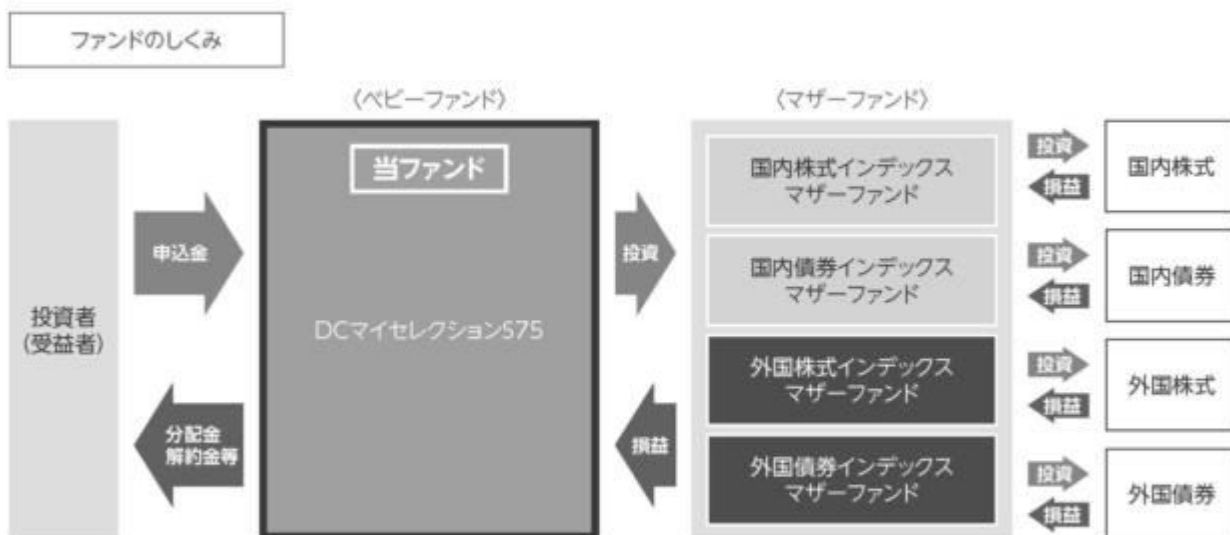 ファンドのしくみ
〈ベビーファンド〉
〈マザーファンド〉
投資者
(受益者)
申込金
分配金
解約金等
当ファンド
DCマイセレクションS75
投資
損益
国内株式インデックス
マザーファンド
国内債券インデックス
マザーファンド
外国株式インデックス
マザーファンド
外国債券インデックス
マザーファンド
投資
損益
国内株式
投資
損益
国内債券
投資
損益
外国株式
投資
損益
外国債券